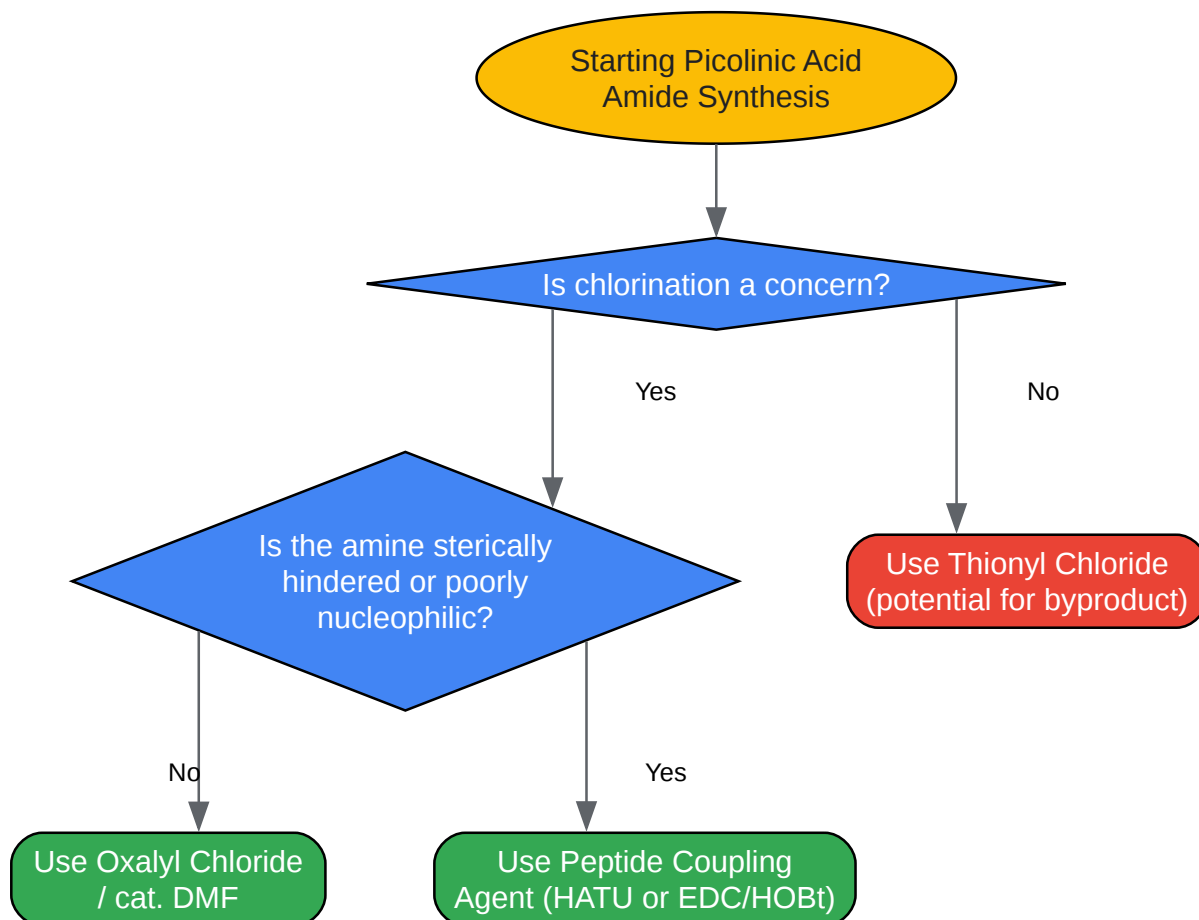 Starting Picolinic Acid
Amide Synthesis
Is chlorination a concern?
Yes
No
Is the amine sterically
hindered or poorly
nucleophilic?
Use Thionyl Chloride
(potential for byproduct)
No
Yes
Use Oxalyl Chloride
/ cat. DMF
Use Peptide Coupling
Agent (HATU or EDC/HOBt)